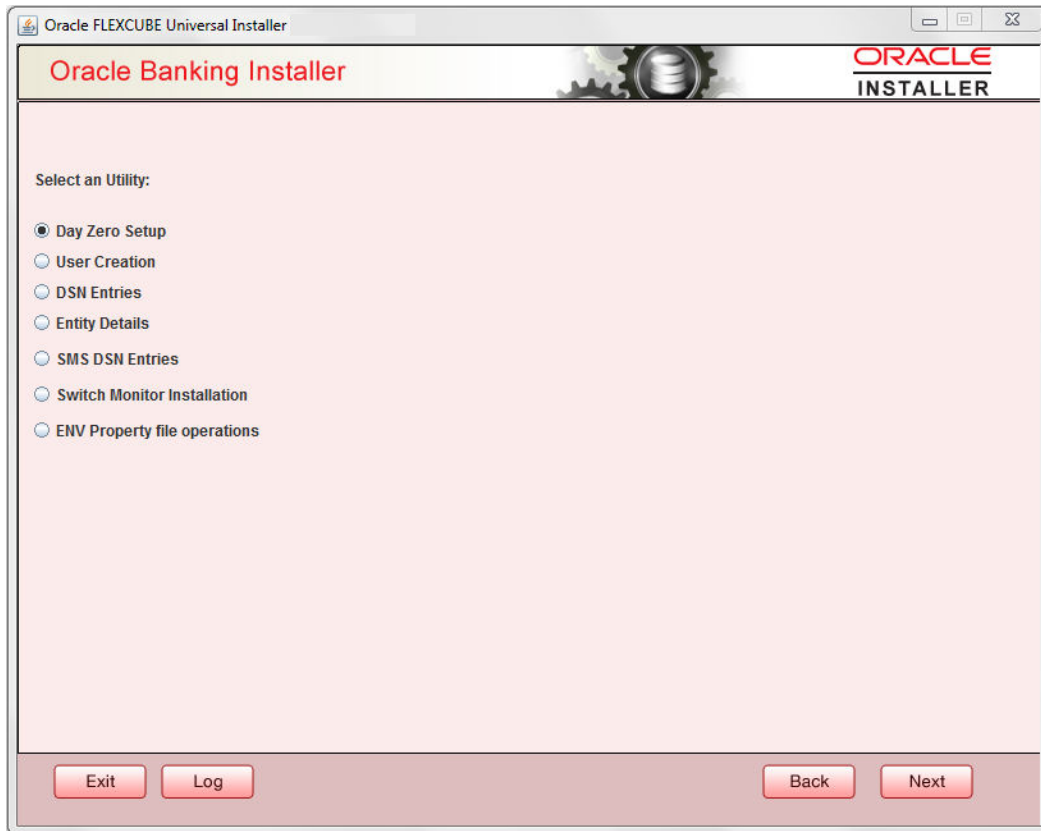 Oracle FLEXCUBE Universal Installer
Oracle Banking Installer
ORACLE
INSTALLER
Select an Utility:
Day Zero Setup
User Creation
DSN Entries
Entity Details
SMS DSN Entries
Switch Monitor Installation
ENV Property file operations
Exit Log Back Next